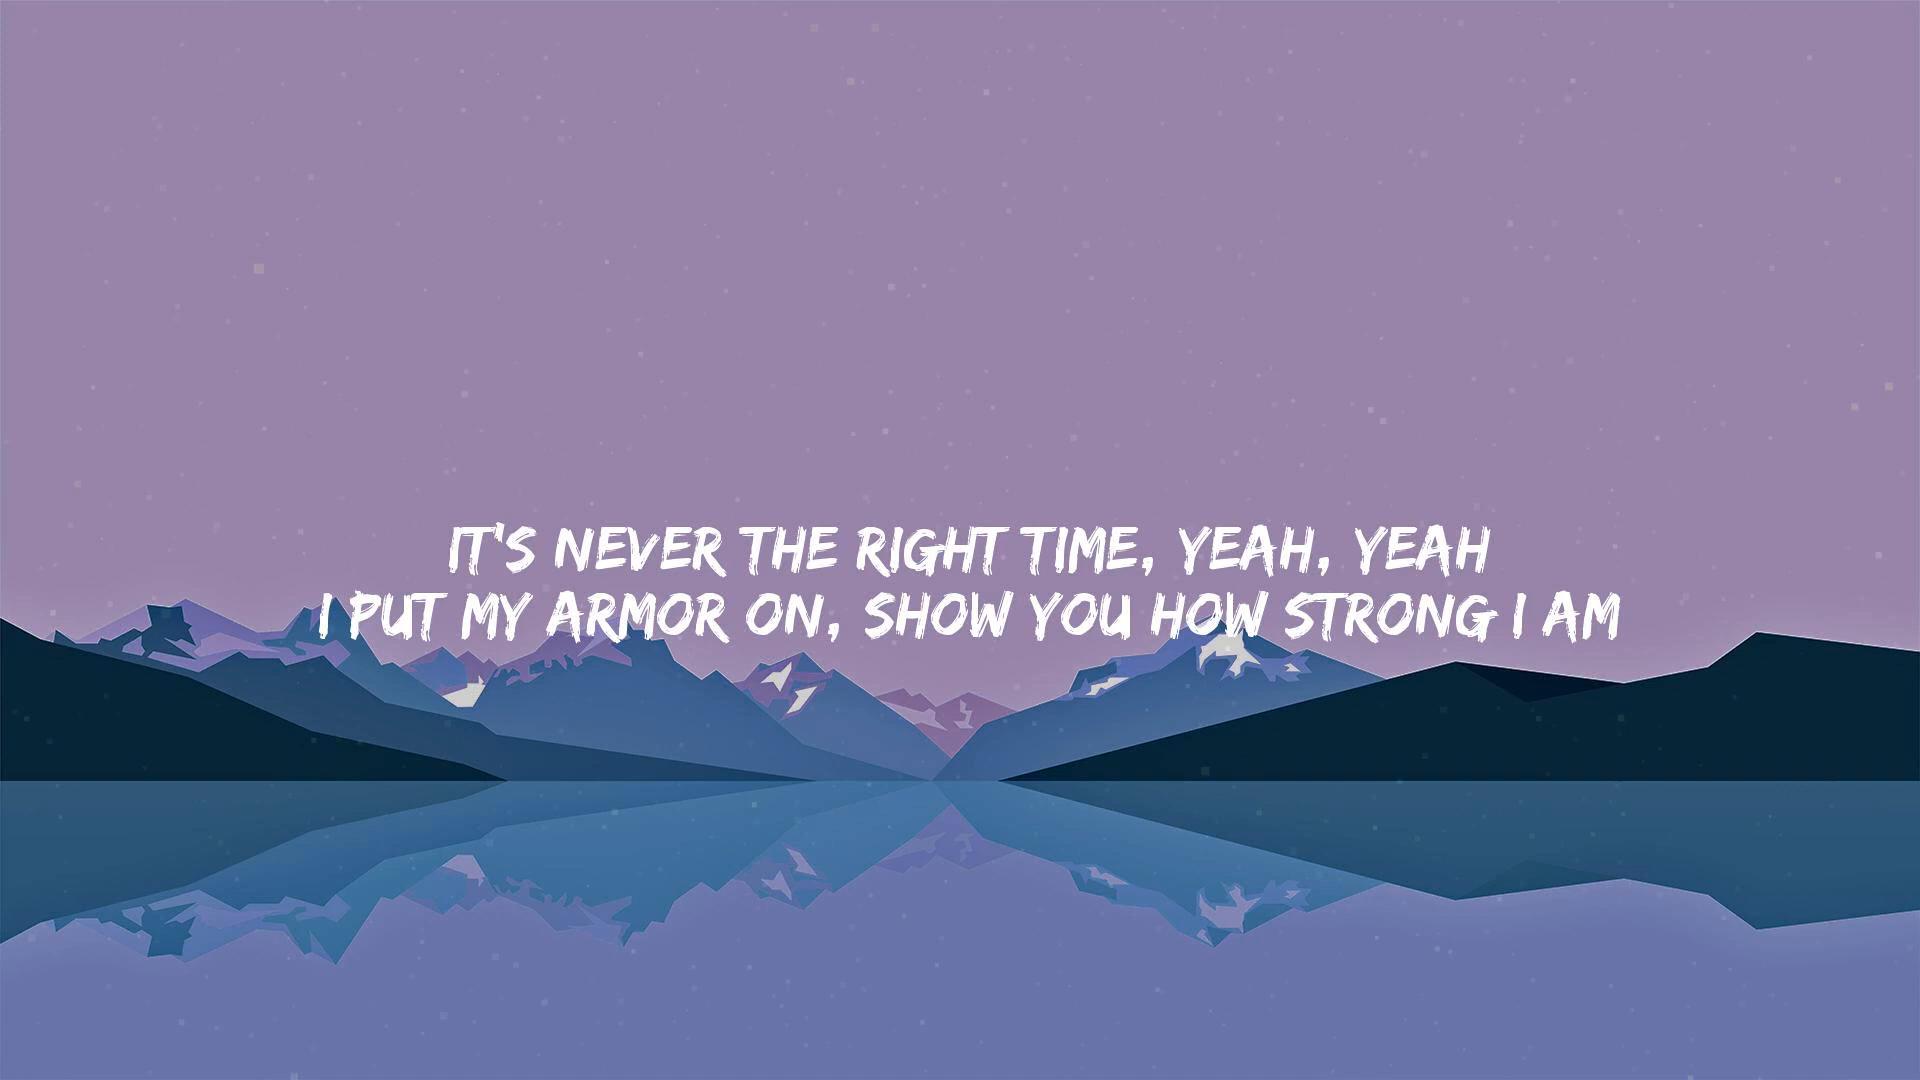 IT'S NEVER THE RIGHT TIME, YEAH, YEAH
I PUT MY ARMOR ON, SHOW YOU HOW STRONG I AM